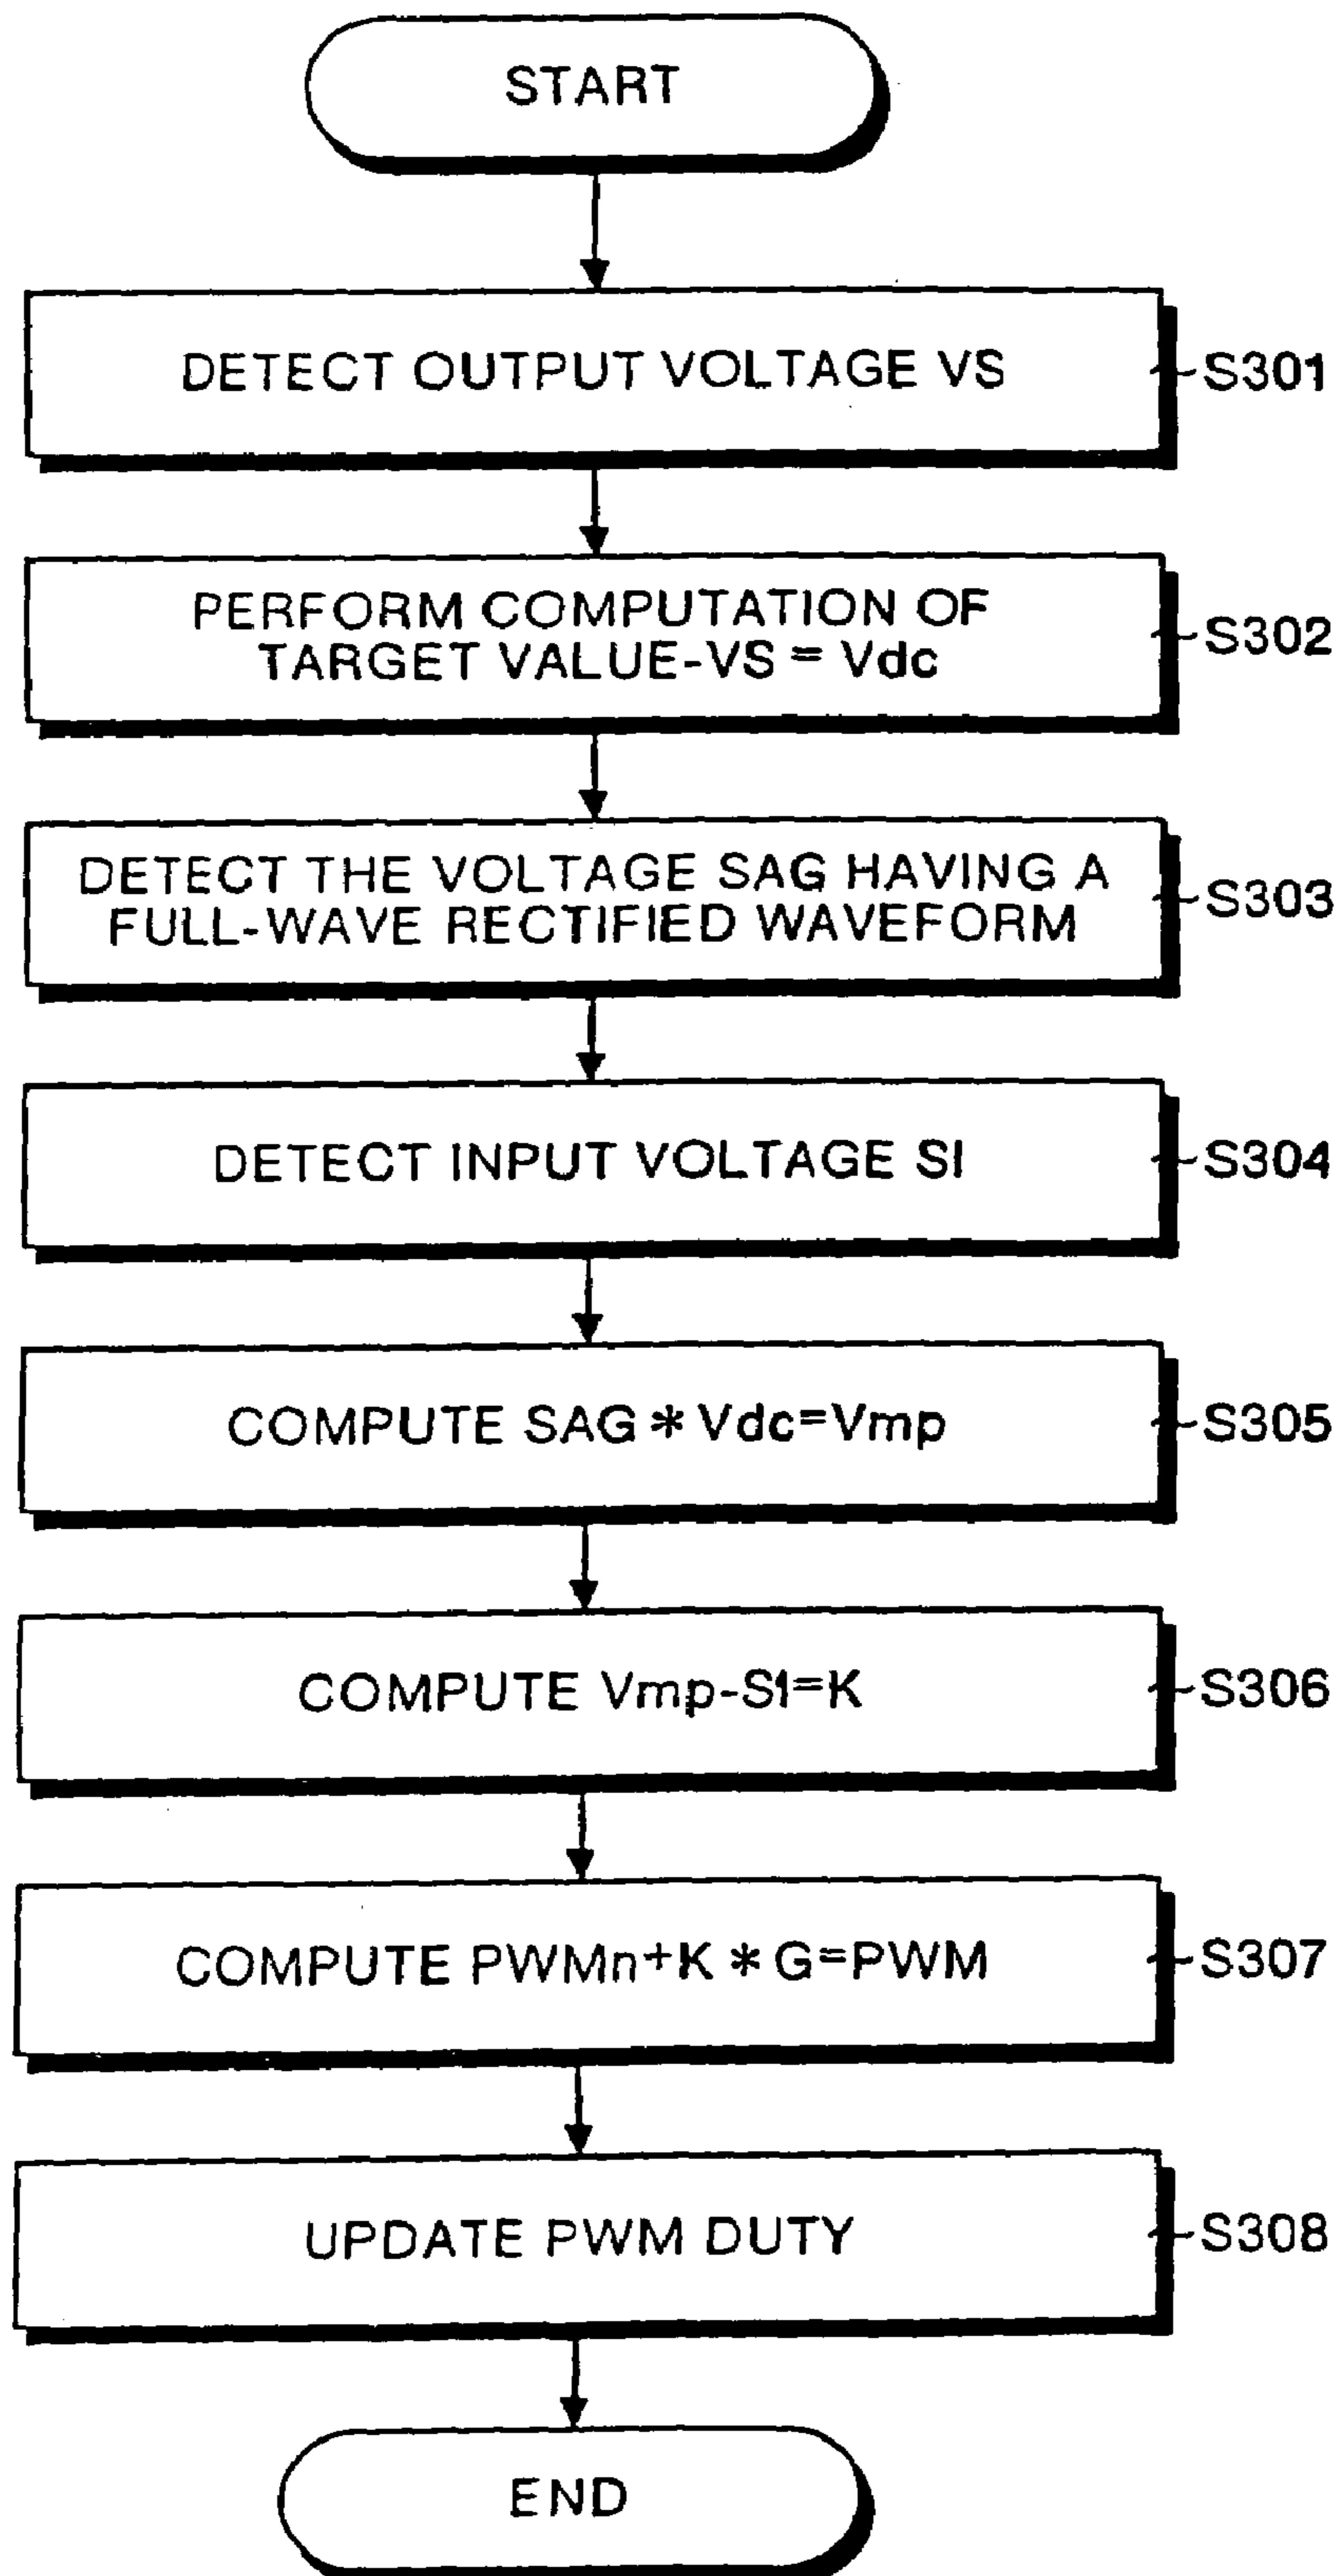 START
DETECT OUTPUT VOLTAGE VS
S301
PERFORM COMPUTATION OF
TARGET VALUE-VS = Vdc
S302
DETECT THE VOLTAGE SAG HAVING A
FULL-WAVE RECTIFIED WAVEFORM
S303
DETECT INPUT VOLTAGE SI
S304
COMPUTE SAG * Vdc=Vmp
S305
COMPUTE Vmp-SI=K
S306
COMPUTE PWMn+K * G=PWM
S307
UPDATE PWM DUTY
S308
END